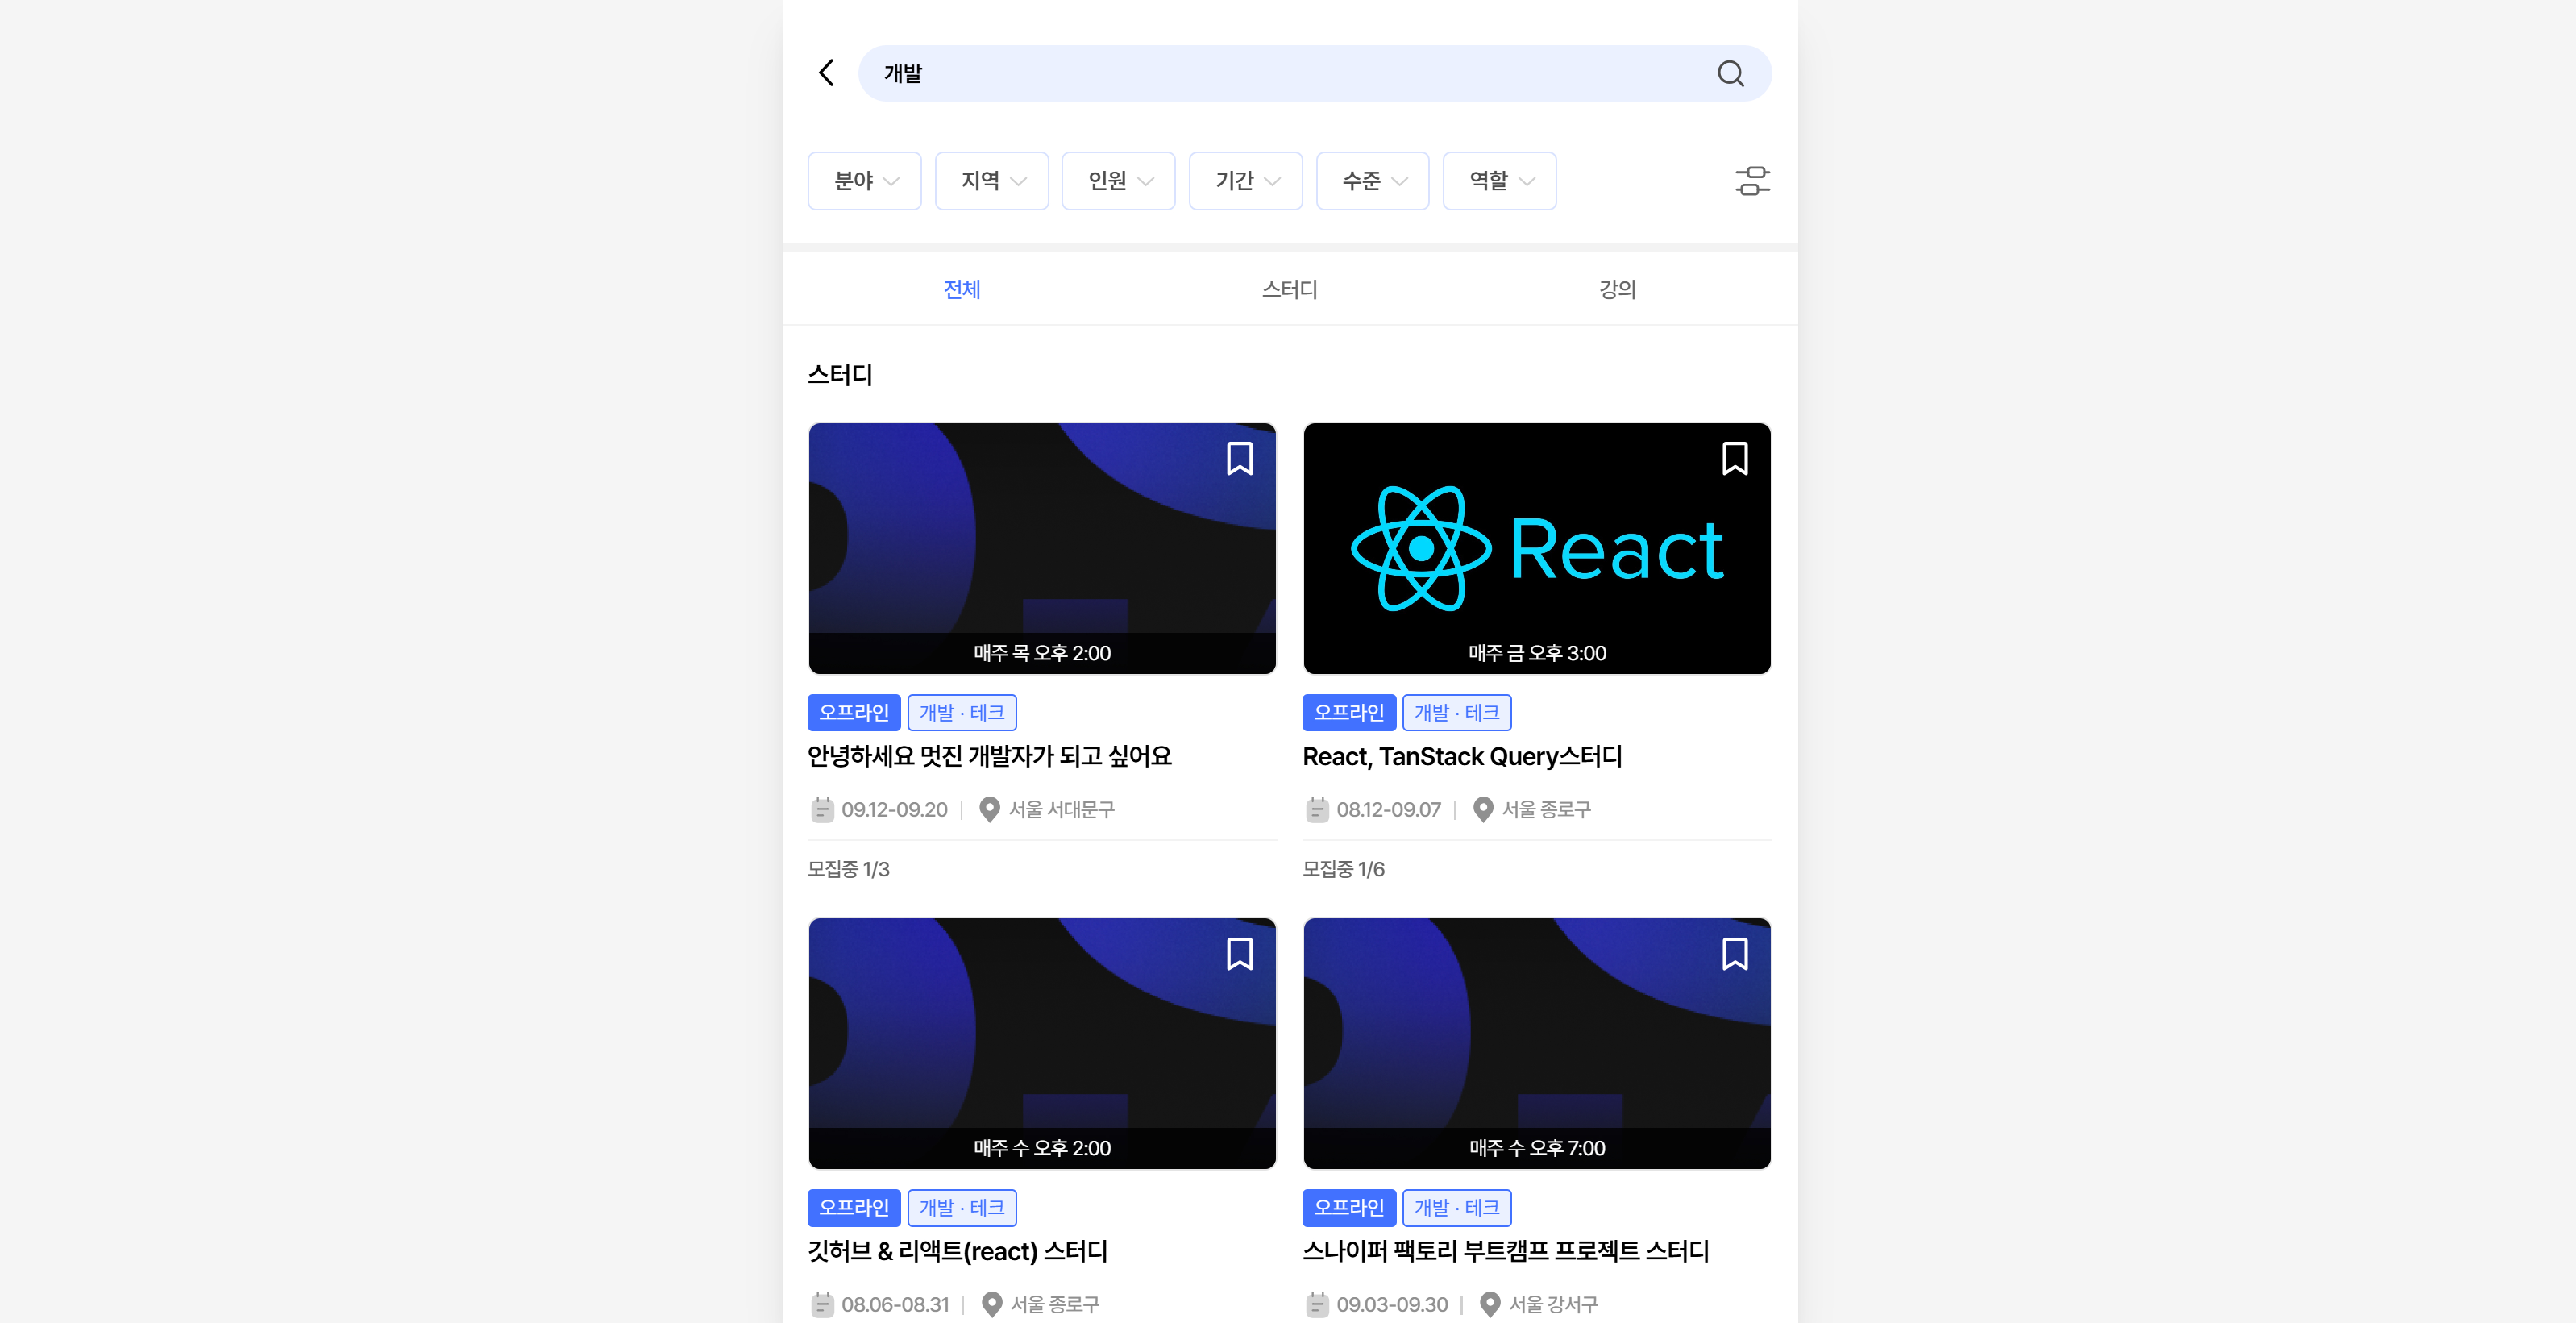 개발
분야 지역 인원 기간 수준 역할
전체 스터디 강의
스터디
매주 목 오후 2:00
오프라인 개발 · 테크
안녕하세요 멋진 개발자가 되고 싶어요
09.12-09.20 서울 서대문구
모집중 1/3
React
매주 금 오후 3:00
오프라인 개발 · 테크
React, TanStack Query스터디
08.12-09.07 서울 종로구
모집중 1/6
매주 수 오후 2:00
오프라인 개발 · 테크
깃허브 & 리액트(react) 스터디
08.06-08.31 서울 종로구
매주 수 오후 7:00
오프라인 개발 · 테크
스나이퍼 팩토리 부트캠프 프로젝트 스터디
09.03-09.30 서울 강서구